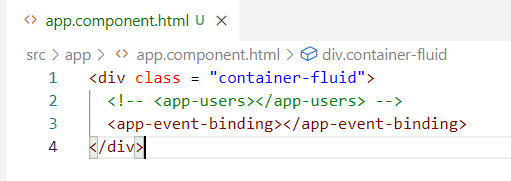 app.component.html U ×
src > app > app.component.html > div.container-fluid
1 <div class = "container-fluid">
2 <!-- <app-users></app-users> -->
3 <app-event-binding></app-event-binding>
4 </div>